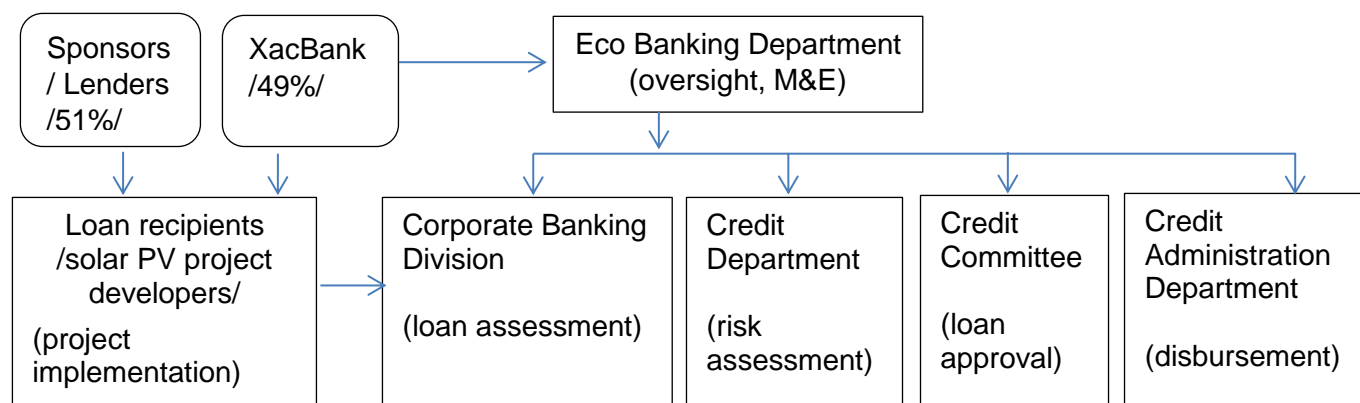 Sponsors
/ Lenders
/51%/
XacBank
/49%/
Eco Banking Department
(oversight, M&E)
Loan recipients
/solar PV project
developers/
(project
implementation)
Corporate Banking
Division
(loan assessment)
Credit
Department
(risk
assessment)
Credit
Committee
(loan
approval)
Credit
Administration
Department
(disbursement)